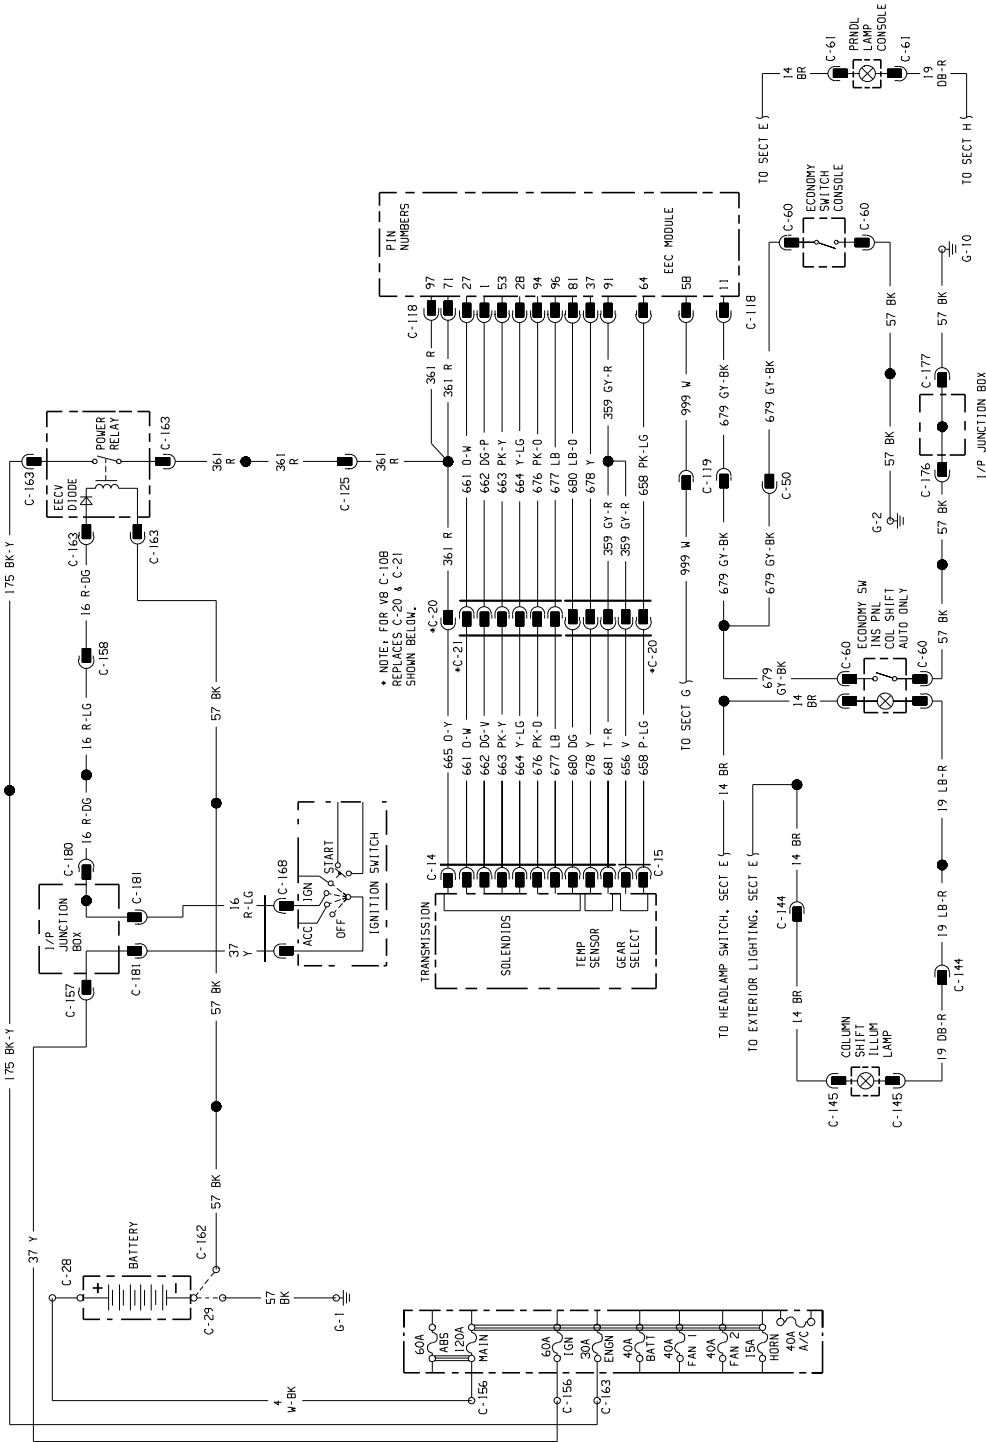 C-61
PRNDL
LAMP
CONSOLE
C-61
14
BR
19
DB-R
TO SECT E
TO SECT H
ECONOMY
SWITCH
CONSOLE
C-60
C-60
PIN
NUMBERS
EEC MODULE
G-10
97
71
27
1
53
28
94
96
81
37
91
64
58
11
C-118
C-118
361 R
361 R
359 GY-R
999 W
679 GY-BK
679 GY-BK
57 BK
57 BK
C-177
I/P JUNCTION BOX
POWER
RELAY
C-163
C-163
EECV
DIODE
C-163
C-163
361
R
361
R
361
R
C-125
661 O-W
662 DG-P
663 PK-Y
664 Y-LG
676 PK-O
677 LB
680 LB-O
678 Y
658 PK-LG
C-119
C-50
57 BK
C-176
G-2
57 BK
175 BK-Y
16 R-DG
* NOTE: FOR V8 C-108
REPLACES C-20 & C-21
SHOWN BELOW.
361 R
359 GY-R
359 GY-R
999 W
679 GY-BK
679 GY-BK
*C-20
*C-21
*C-20
C-158
ECONOMY SW
INS PNL
COL SHIFT
AUTO ONLY
C-60
C-60
57 BK
57 BK
679
GY-BK
14
BR
TO SECT G
16 R-LG
665 O-Y
661 O-W
662 DG-V
663 PK-Y
664 Y-LG
676 PK-O
677 LB
680 DG
678 Y
681 T-R
656 V
658 P-LG
14 BR
19 LB-R
16 R-DG
C-180
START
IGNITION SWITCH
C-168
IGN
ACC
OFF
C-14
C-15
14 BR
C-181
I/P
JUNCTION
BOX
C-181
C-157
16
R-LG
37
Y
TRANSMISSION
SOLENOIDS
TEMP
SENSOR
GEAR
SELECT
TO HEADLAMP SWITCH, SECT E
TO EXTERIOR LIGHTING, SECT E
C-144
19 LB-R
C-144
57 BK
175 BK-Y
14 BR
COLUMN
SHIFT
ILLUM
LAMP
19 DB-R
C-145
C-145
57 BK
37 Y
BATTERY
C-28
+
-
C-162
C-29
57
BK
G-1
60A
ABS
120A
MAIN
60A
IGN
30A
ENGN
40A
BATT
40A
FAN 1
40A
FAN 2
15A
HORN
40A
A/C
4
W-BK
C-156
C-156
C-163